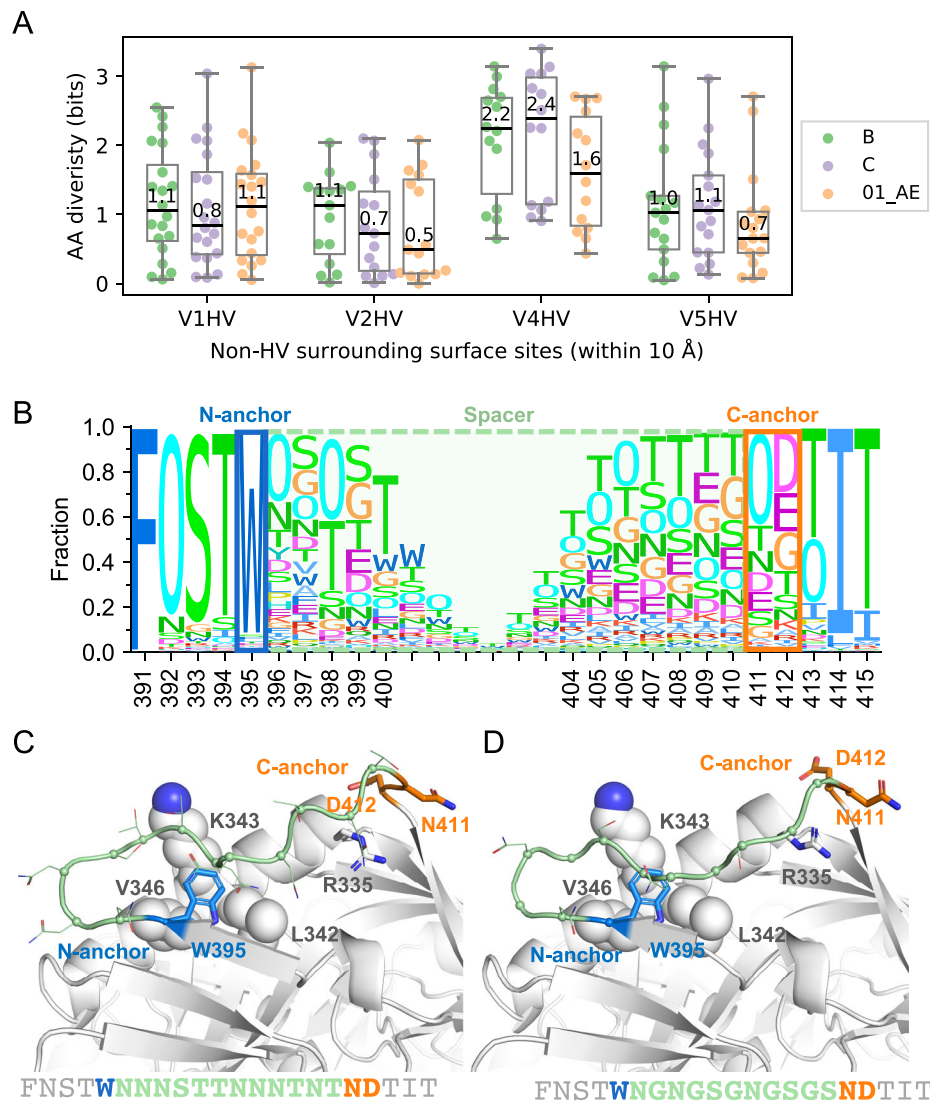 A
AA diveristy (bits)
3
2
1
0
1.1
0.8
1.1
1.1
0.7
0.5
2.2
2.4
1.6
1.0
1.1
0.7
B
C
01_AE
V1HV
V2HV
V4HV
V5HV
Non-HV surrounding surface sites (within 10 Å)
B
N-anchor
Spacer
C-anchor
Fraction
1.0
0.8
0.6
0.4
0.2
0.0
391 392 393 394 395 396 397 398 399 400 404 405 406 407 408 409 410 411 412 413 414 415
C
C-anchor
D412
N411
K343
R335
V346
L342
N-anchor
W395
FNSTWNNNSTTNNNTNTNDTIT
D
D412
C-anchor
N411
K343
R335
V346
L342
N-anchor
W395
FNSTWNGNGSGNGSGSNDTIT